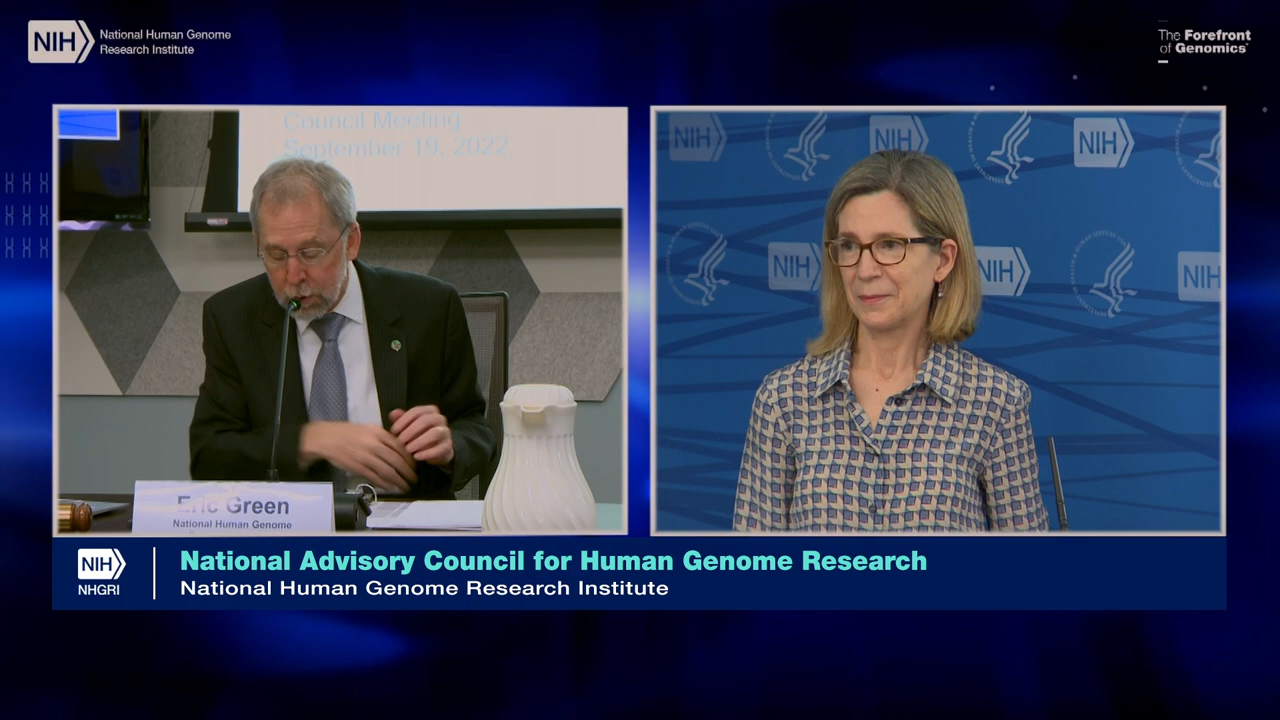 NIH
National Human Genome
Research Institute
The Forefront
of Genomics
Council Meeting
September 19, 2022
Eric Green
National Human Genome
NIH
NIH
NIH
NIH
NIH
NIH
NIH
NHGRI
National Advisory Council for Human Genome Research
National Human Genome Research Institute